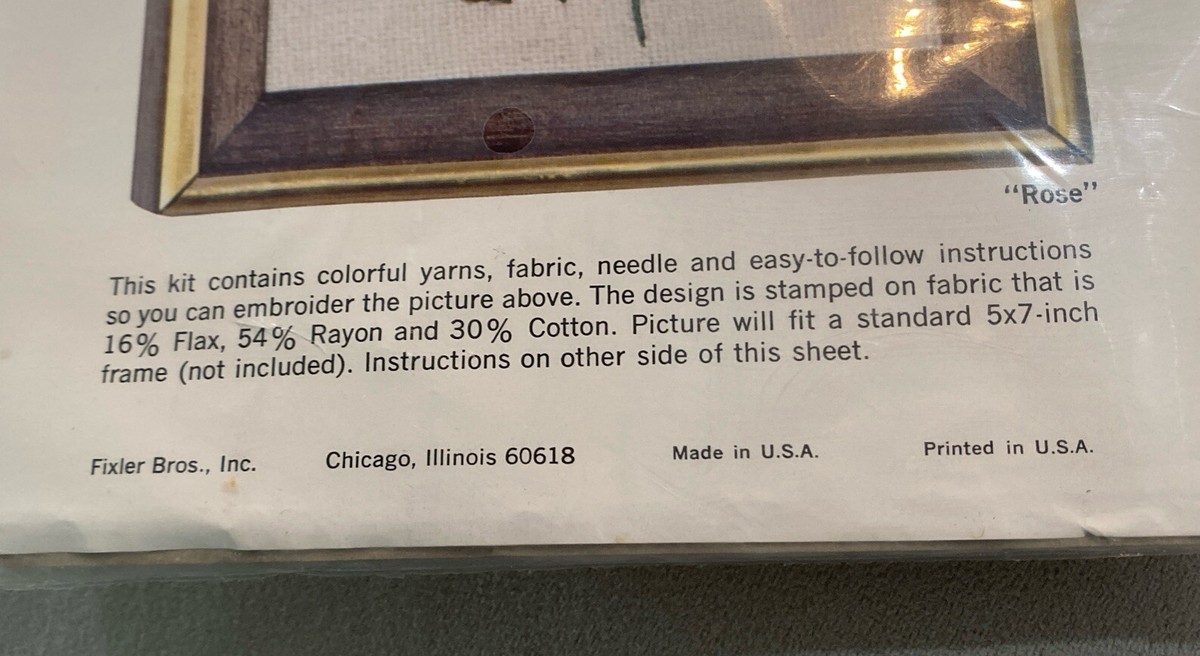 “Rose”
This kit contains colorful yarns, fabric, needle and easy-to-follow instructions
so you can embroider the picture above. The design is stamped on fabric that is
16% Flax, 54% Rayon and 30% Cotton. Picture will fit a standard 5x7-inch
frame (not included). Instructions on other side of this sheet.
Fixler Bros., Inc. Chicago, Illinois 60618 Made in U.S.A. Printed in U.S.A.